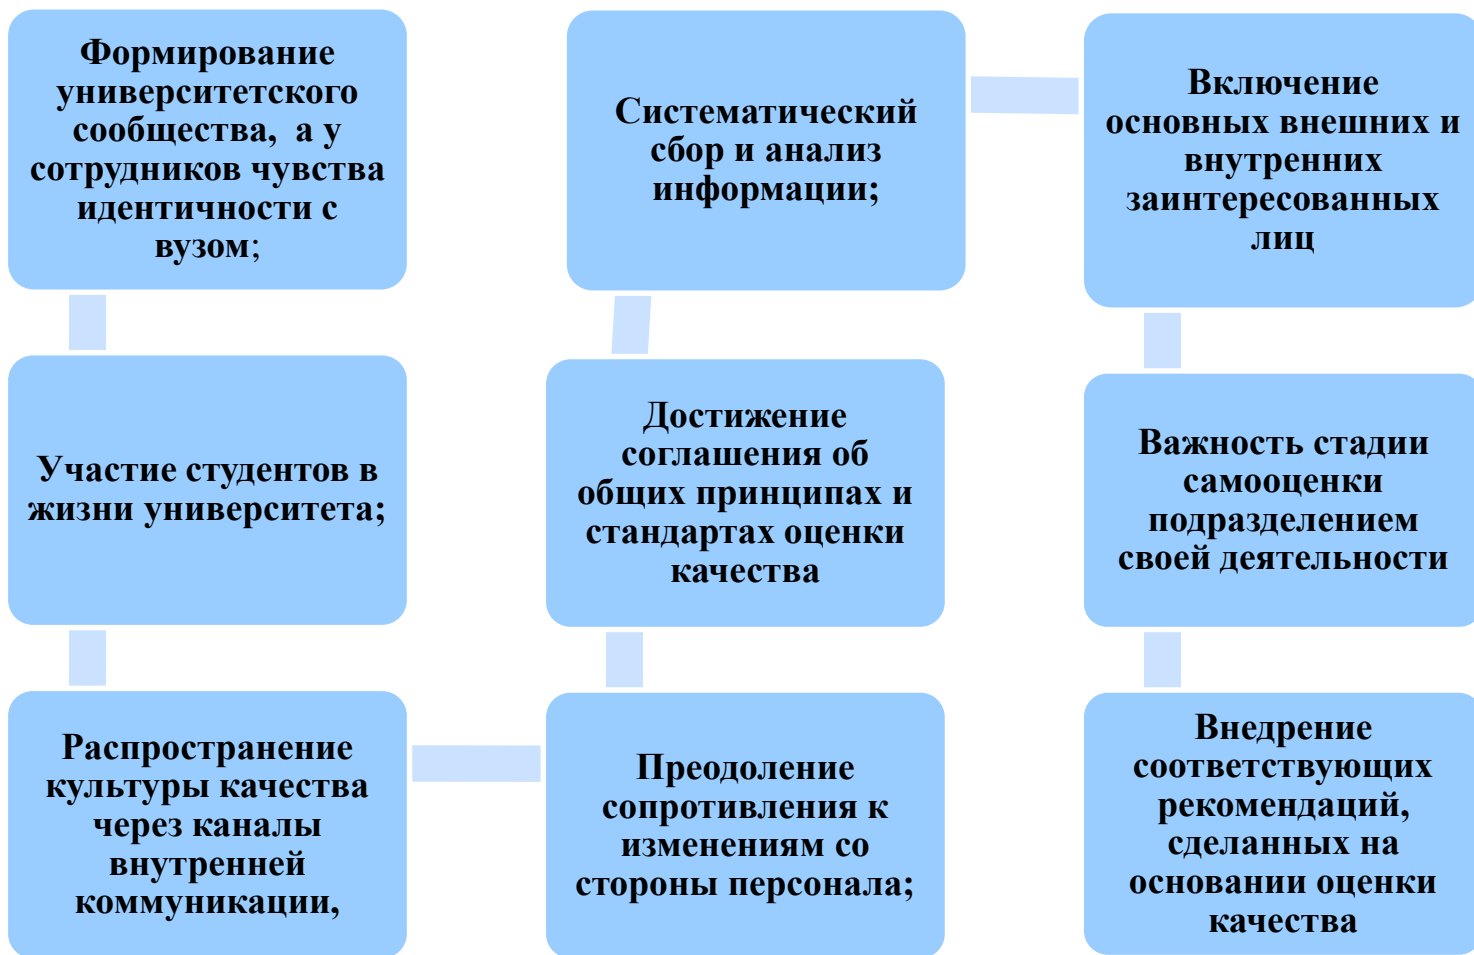 Формирование
университетского
сообщества,  а у
сотрудников чувства
идентичности с
вузом;
Участие студентов в
жизни университета;
Распространение
культуры качества
через каналы
внутренней
коммуникации,
Преодоление
сопротивления к
изменениям со
стороны персонала;
Достижение
соглашения об
общих принципах и
стандартах оценки
качества
Систематический
сбор и анализ
информации;
Включение
основных внешних и
внутренних
заинтересованных
лиц
Важность стадии
самооценки
подразделением
своей деятельности
Внедрение
соответствующих
рекомендаций,
сделанных на
основании оценки
качества